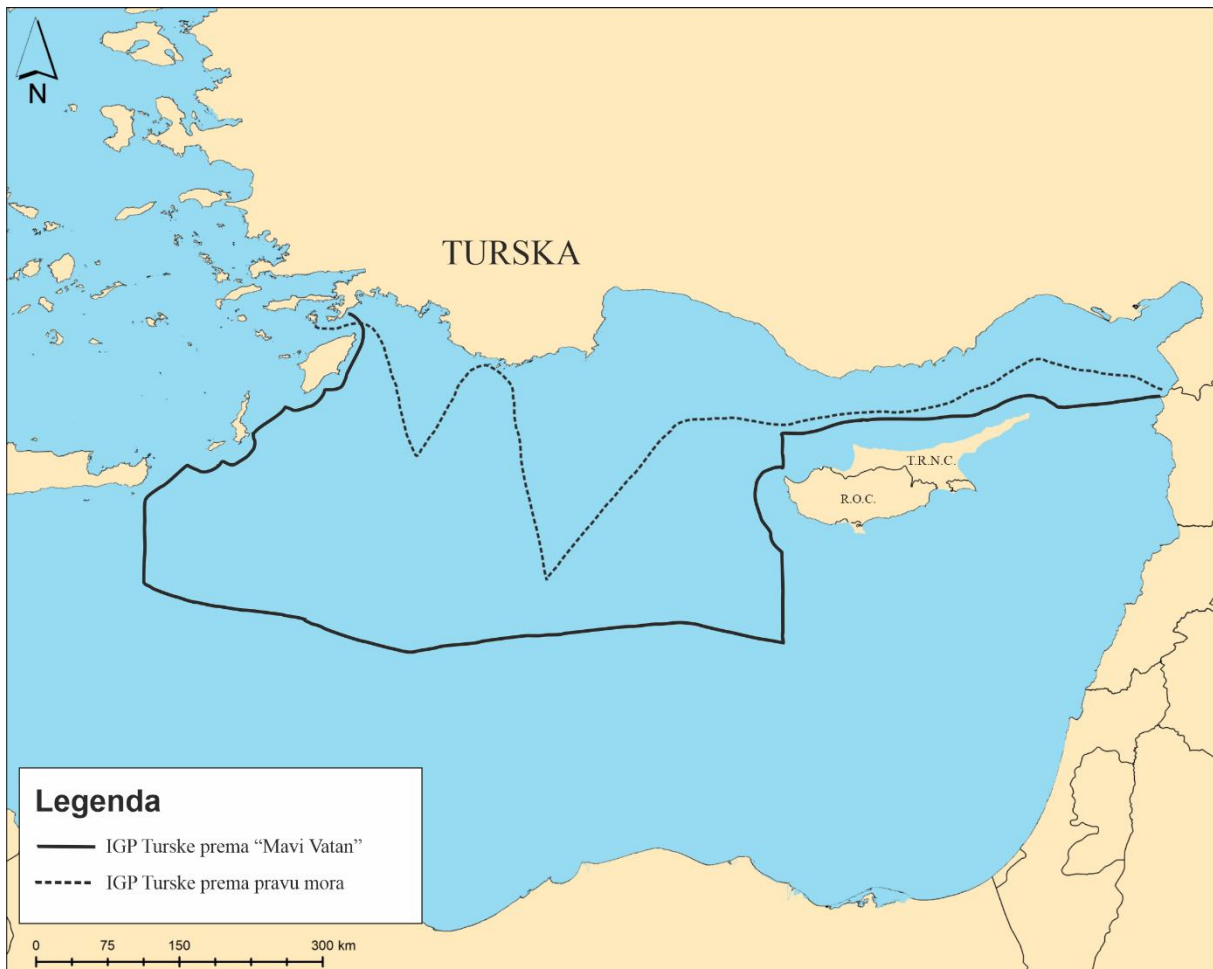 N
TURSKA
T.R.N.C.
R.O.C.
Legenda
IGP Turske prema “Mavi Vatan”
IGP Turske prema pravu mora
0 75 150 300 km